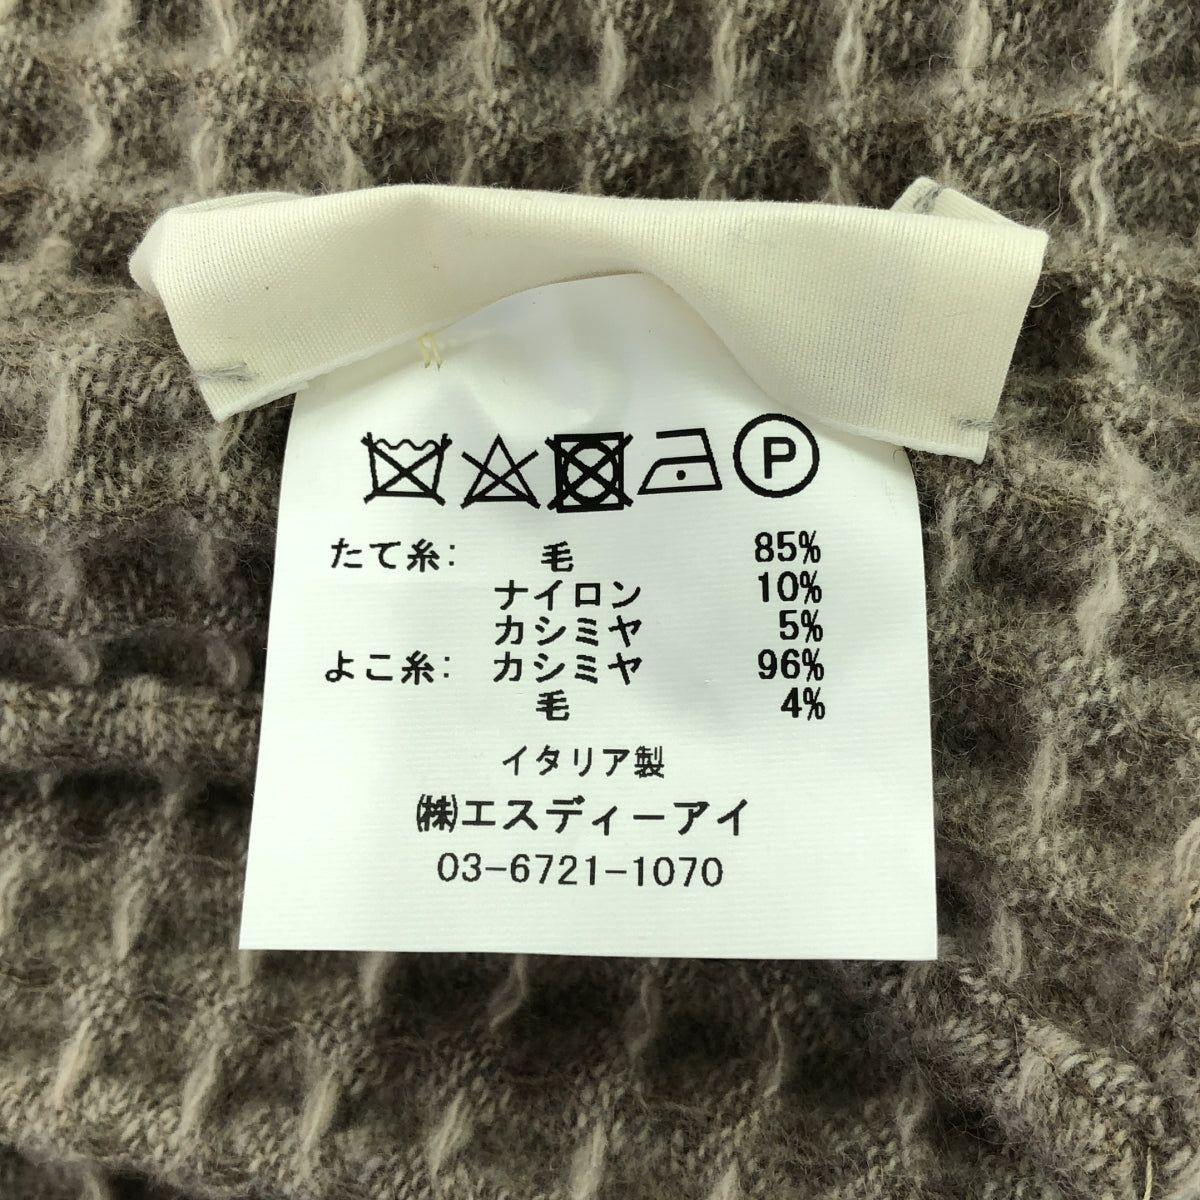 P
たて糸: 毛 85%
ナイロン 10%
カシミヤ 5%
よこ糸: カシミヤ 96%
毛 4%
イタリア製
㈱エスディーアイ
03-6721-1070